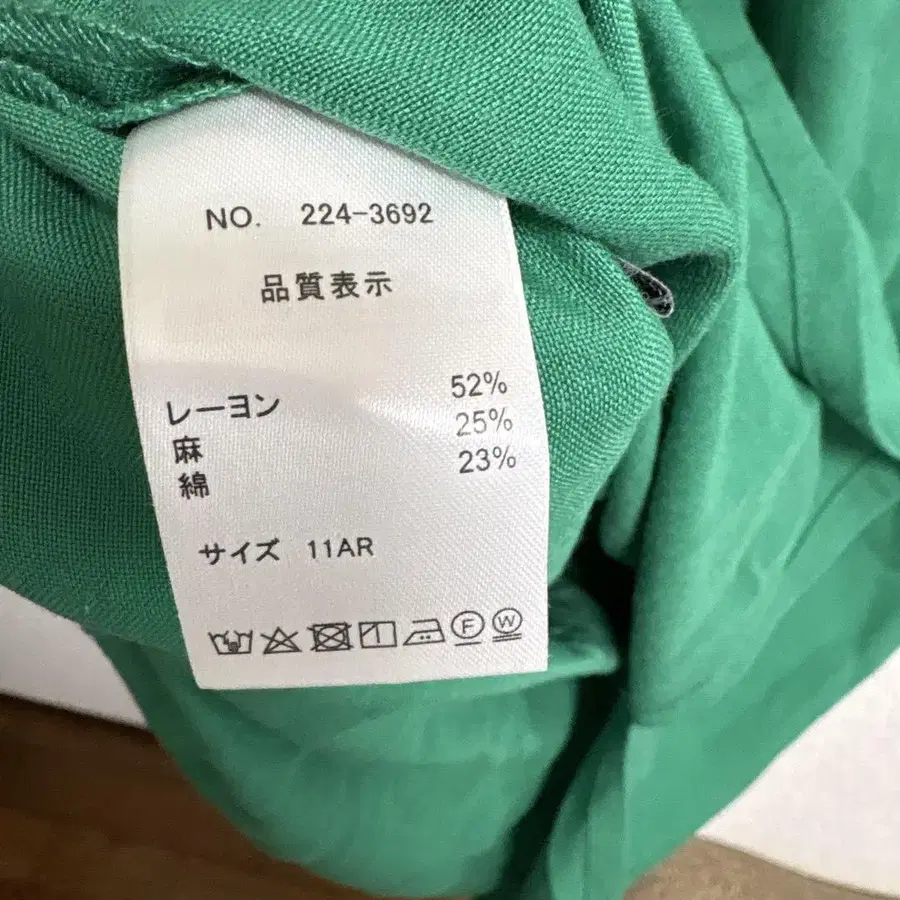 NO. 224-3692
品質表示
レーヨン 52%
麻 25%
綿 23%
サイズ 11AR
F W